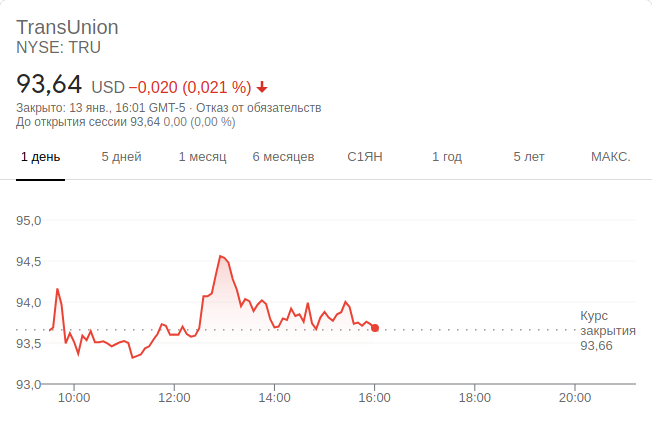 TransUnion
NYSE: TRU
93,64 USD −0,020 (0,021 %)
Закрыто: 13 янв., 16:01 GMT-5 · Отказ от обязательств
До открытия сессии 93,64 0,00 (0,00 %)
1 день 5 дней 1 месяц 6 месяцев С1ЯН 1 год 5 лет МАКС.
95,0
94,5
94,0
Курс
закрытия
93,66
93,5
93,0
10:00 12:00 14:00 16:00 18:00 20:00